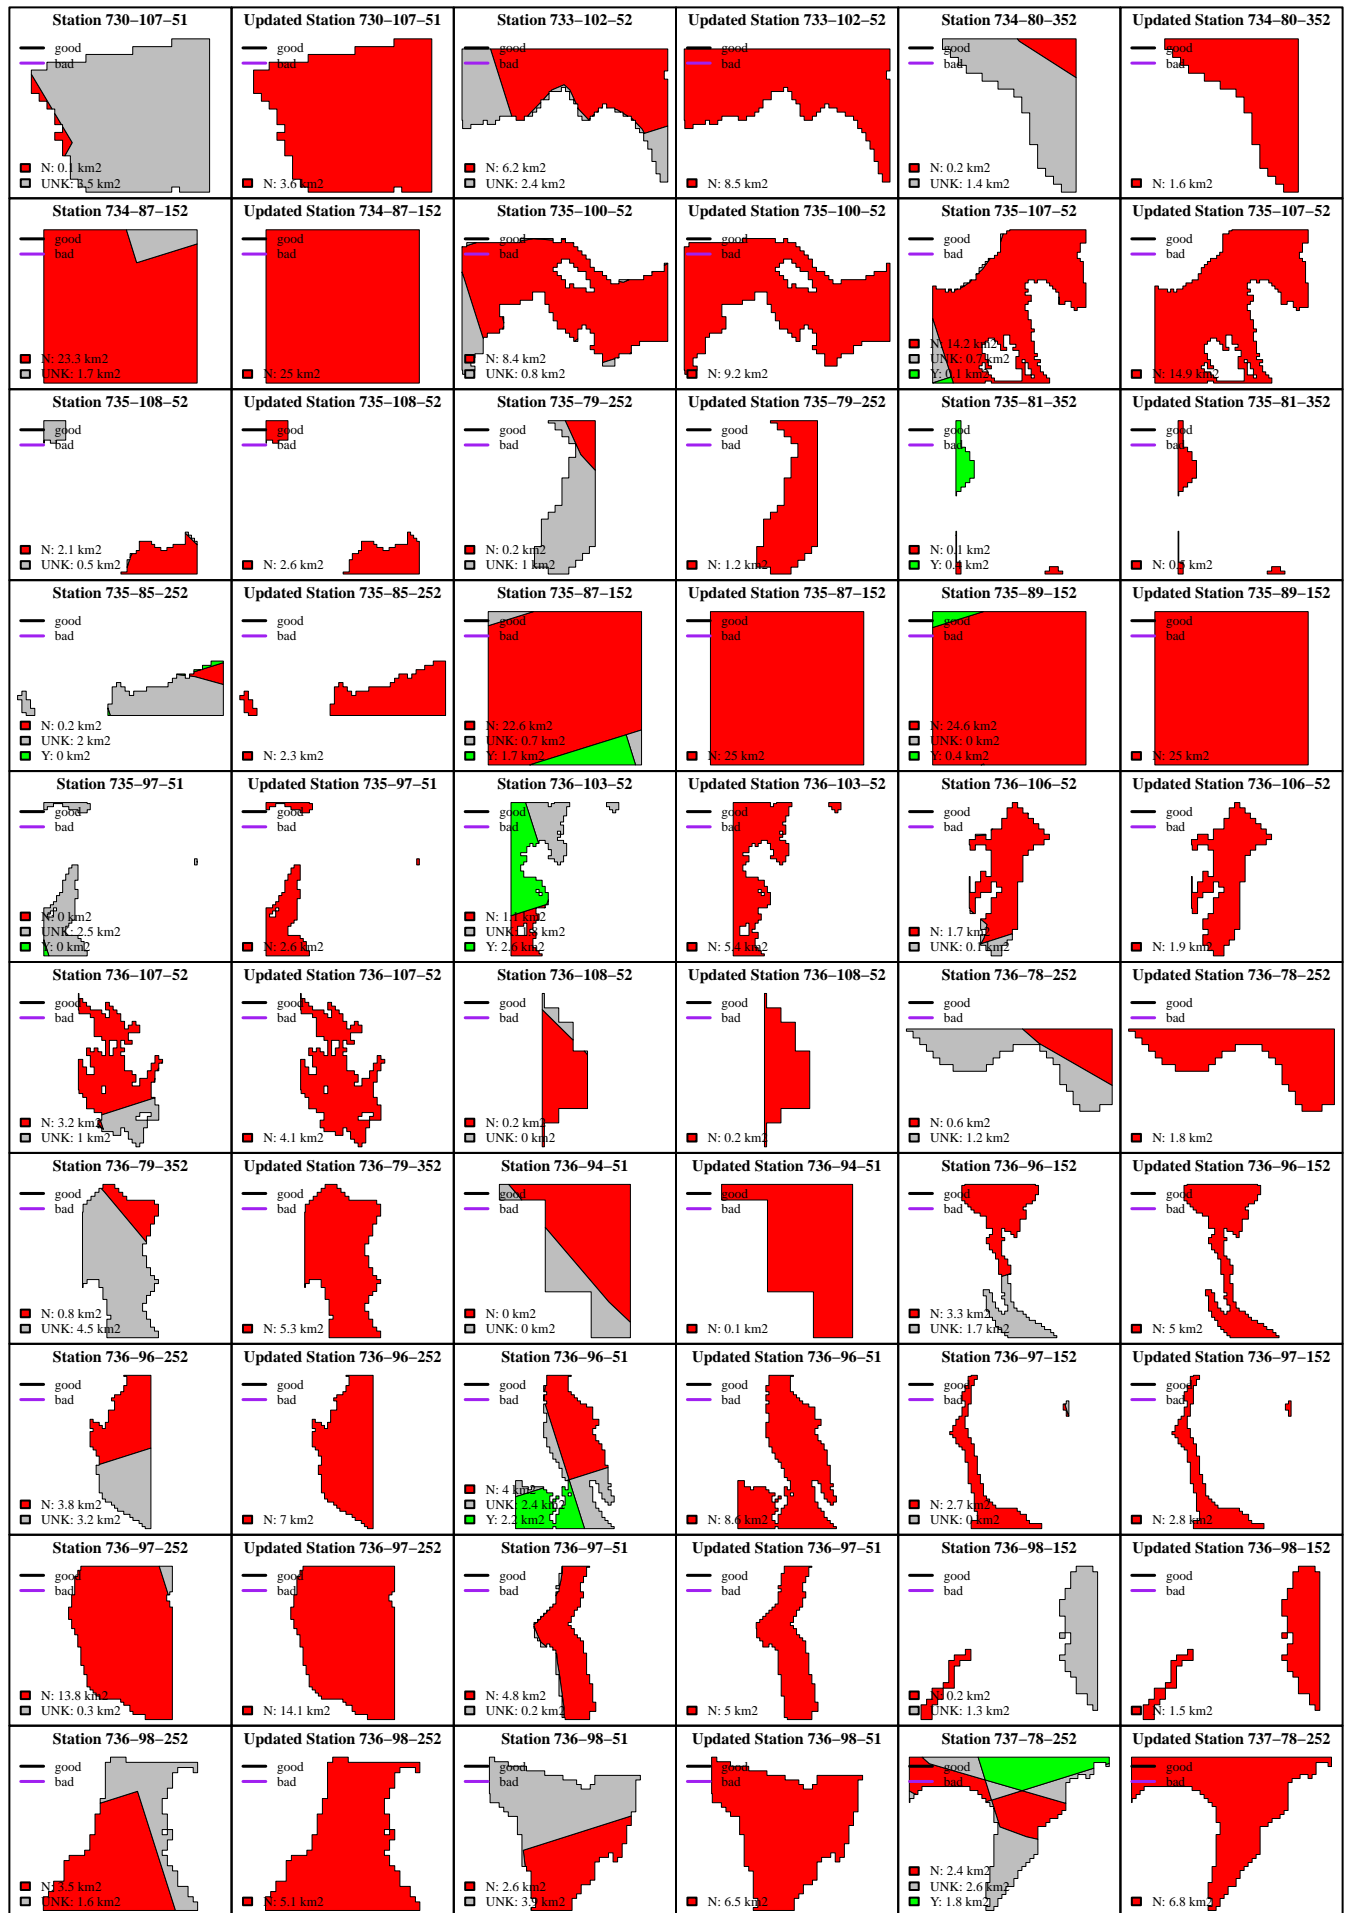 Station 730−107−51
good
bad
N: 0.1 km2
UNK: 3.5 km2
Updated Station 730−107−51
good
bad
N: 3.6 km2
Station 733−102−52
good
bad
N: 6.2 km2
UNK: 2.4 km2
Updated Station 733−102−52
good
bad
N: 8.5 km2
Station 734−80−352
good
bad
N: 0.2 km2
UNK: 1.4 km2
Updated Station 734−80−352
good
bad
N: 1.6 km2
Station 734−87−152
good
bad
N: 23.3 km2
UNK: 1.7 km2
Updated Station 734−87−152
good
bad
N: 25 km2
Station 735−100−52
good
bad
N: 8.4 km2
UNK: 0.8 km2
Updated Station 735−100−52
good
bad
N: 9.2 km2
Station 735−107−52
good
bad
N: 14.2 km2
UNK: 0.7 km2
Y: 0.1 km2
Updated Station 735−107−52
good
bad
N: 14.9 km2
Station 735−108−52
good
bad
N: 2.1 km2
UNK: 0.5 km2
Updated Station 735−108−52
good
bad
N: 2.6 km2
Station 735−79−252
good
bad
N: 0.2 km2
UNK: 1 km2
Updated Station 735−79−252
good
bad
N: 1.2 km2
Station 735−81−352
good
bad
N: 0.1 km2
Y: 0.4 km2
Updated Station 735−81−352
good
bad
N: 0.5 km2
Station 735−85−252
good
bad
N: 0.2 km2
UNK: 2 km2
Y: 0 km2
Updated Station 735−85−252
good
bad
N: 2.3 km2
Station 735−87−152
good
bad
N: 22.6 km2
UNK: 0.7 km2
Y: 1.7 km2
Updated Station 735−87−152
good
bad
N: 25 km2
Station 735−89−152
good
bad
N: 24.6 km2
UNK: 0 km2
Y: 0.4 km2
Updated Station 735−89−152
good
bad
N: 25 km2
Station 735−97−51
good
bad
N: 0 km2
UNK: 2.5 km2
Y: 0 km2
Updated Station 735−97−51
good
bad
N: 2.6 km2
Station 736−103−52
good
bad
N: 1.1 km2
UNK: 1.8 km2
Y: 2.6 km2
Updated Station 736−103−52
good
bad
N: 5.4 km2
Station 736−106−52
good
bad
N: 1.7 km2
UNK: 0.1 km2
Updated Station 736−106−52
good
bad
N: 1.9 km2
Station 736−107−52
good
bad
N: 3.2 km2
UNK: 1 km2
Updated Station 736−107−52
good
bad
N: 4.1 km2
Station 736−108−52
good
bad
N: 0.2 km2
UNK: 0 km2
Updated Station 736−108−52
good
bad
N: 0.2 km2
Station 736−78−252
good
bad
N: 0.6 km2
UNK: 1.2 km2
Updated Station 736−78−252
good
bad
N: 1.8 km2
Station 736−79−352
good
bad
N: 0.8 km2
UNK: 4.5 km2
Updated Station 736−79−352
good
bad
N: 5.3 km2
Station 736−94−51
good
bad
N: 0 km2
UNK: 0 km2
Updated Station 736−94−51
good
bad
N: 0.1 km2
Station 736−96−152
good
bad
N: 3.3 km2
UNK: 1.7 km2
Updated Station 736−96−152
good
bad
N: 5 km2
Station 736−96−252
good
bad
N: 3.8 km2
UNK: 3.2 km2
Updated Station 736−96−252
good
bad
N: 7 km2
Station 736−96−51
good
bad
N: 4 km2
UNK: 2.4 km2
Y: 2.2 km2
Updated Station 736−96−51
good
bad
N: 8.6 km2
Station 736−97−152
good
bad
N: 2.7 km2
UNK: 0 km2
Updated Station 736−97−152
good
bad
N: 2.8 km2
Station 736−97−252
good
bad
N: 13.8 km2
UNK: 0.3 km2
Updated Station 736−97−252
good
bad
N: 14.1 km2
Station 736−97−51
good
bad
N: 4.8 km2
UNK: 0.2 km2
Updated Station 736−97−51
good
bad
N: 5 km2
Station 736−98−152
good
bad
N: 0.2 km2
UNK: 1.3 km2
Updated Station 736−98−152
good
bad
N: 1.5 km2
Station 736−98−252
good
bad
N: 3.5 km2
UNK: 1.6 km2
Updated Station 736−98−252
good
bad
N: 5.1 km2
Station 736−98−51
good
bad
N: 2.6 km2
UNK: 3.9 km2
Updated Station 736−98−51
good
bad
N: 6.5 km2
Station 737−78−252
good
bad
N: 2.4 km2
UNK: 2.6 km2
Y: 1.8 km2
Updated Station 737−78−252
good
bad
N: 6.8 km2